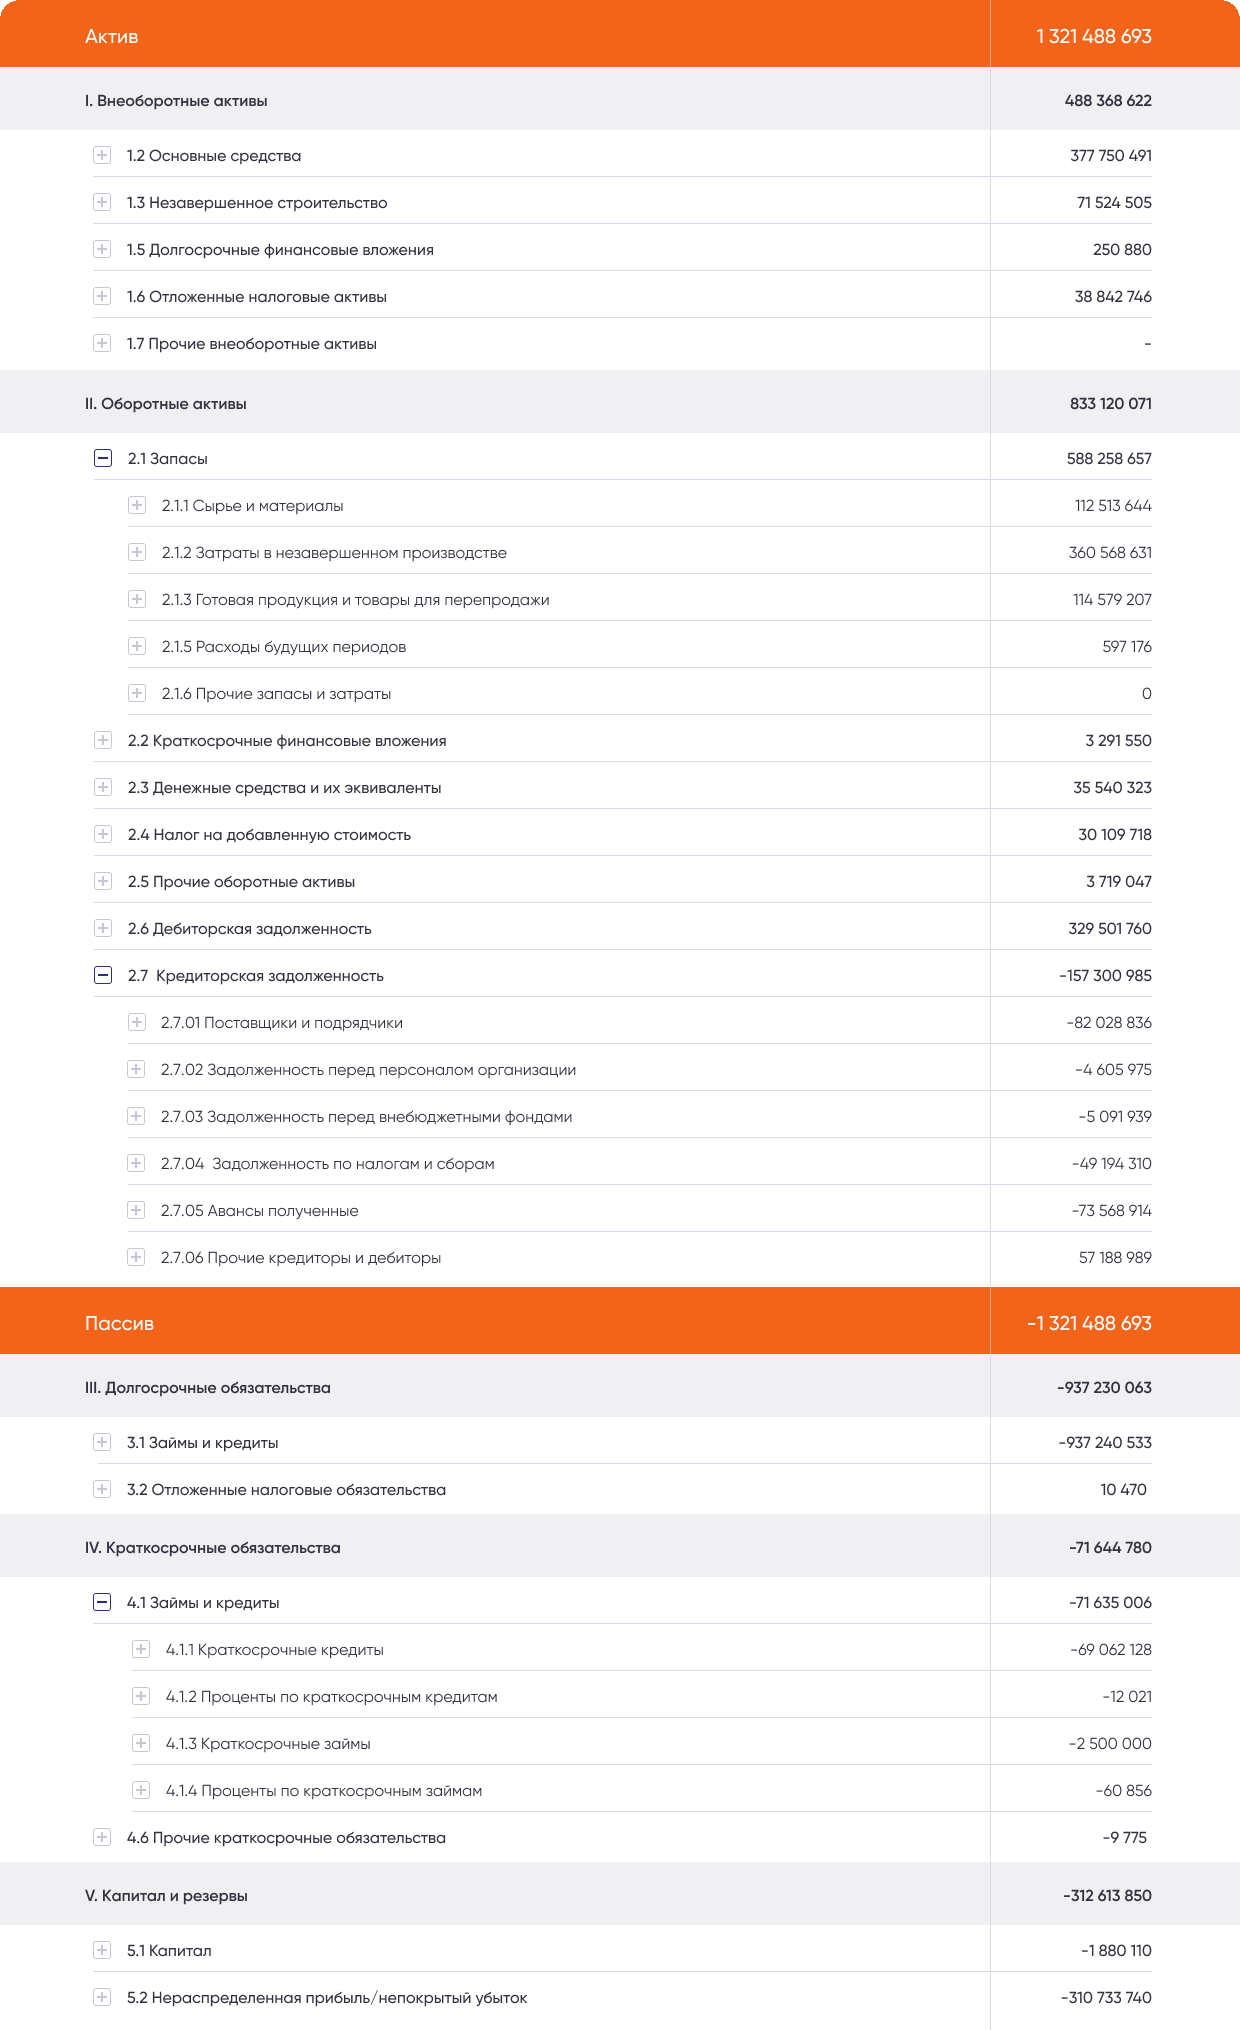 Актив 1 321 488 693
I. Внеоборотные активы 488 368 622
1.2 Основные средства 377 750 491
1.3 Незавершенное строительство 71 524 505
1.5 Долгосрочные финансовые вложения 250 880
1.6 Отложенные налоговые активы 38 842 746
1.7 Прочие внеоборотные активы -
II. Оборотные активы 833 120 071
2.1 Запасы 588 258 657
2.1.1 Сырье и материалы 112 513 644
2.1.2 Затраты в незавершенном производстве 360 568 631
2.1.3 Готовая продукция и товары для перепродажи 114 579 207
2.1.5 Расходы будущих периодов 597 176
2.1.6 Прочие запасы и затраты 0
2.2 Краткосрочные финансовые вложения 3 291 550
2.3 Денежные средства и их эквиваленты 35 540 323
2.4 Налог на добавленную стоимость 30 109 718
2.5 Прочие оборотные активы 3 719 047
2.6 Дебиторская задолженность 329 501 760
2.7 Кредиторская задолженность -157 300 985
2.7.01 Поставщики и подрядчики -82 028 836
2.7.02 Задолженность перед персоналом организации -4 605 975
2.7.03 Задолженность перед внебюджетными фондами -5 091 939
2.7.04 Задолженность по налогам и сборам -49 194 310
2.7.05 Авансы полученные -73 568 914
2.7.06 Прочие кредиторы и дебиторы 57 188 989
Пассив -1 321 488 693
III. Долгосрочные обязательства -937 230 063
3.1 Займы и кредиты -937 240 533
3.2 Отложенные налоговые обязательства 10 470
IV. Краткосрочные обязательства -71 644 780
4.1 Займы и кредиты -71 635 006
4.1.1 Краткосрочные кредиты -69 062 128
4.1.2 Проценты по краткосрочным кредитам -12 021
4.1.3 Краткосрочные займы -2 500 000
4.1.4 Проценты по краткосрочным займам -60 856
4.6 Прочие краткосрочные обязательства -9 775
V. Капитал и резервы -312 613 850
5.1 Капитал -1 880 110
5.2 Нераспределенная прибыль/непокрытый убыток -310 733 740